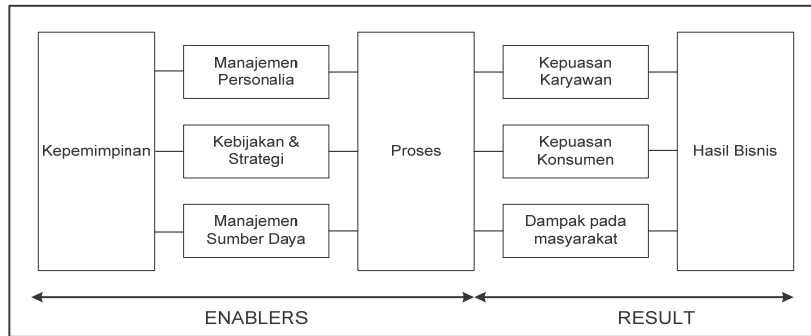 Kepemimpinan
Manajemen
Personalia
Kebijakan &
Strategi
Manajemen
Sumber Daya
Proses
Kepuasan
Karyawan
Kepuasan
Konsumen
Dampak pada
masyarakat
Hasil Bisnis
ENABLERS
RESULT